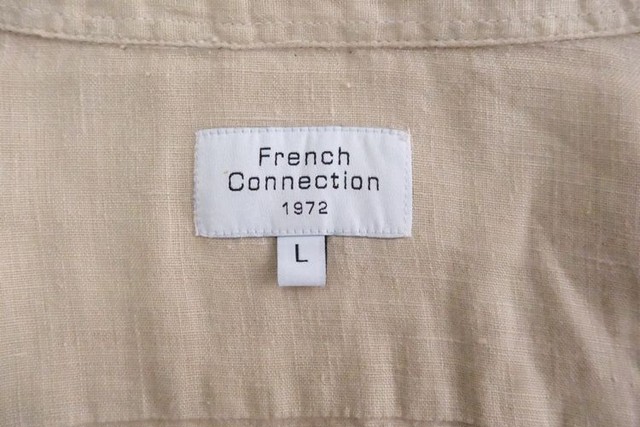 French
Connection
1972
L